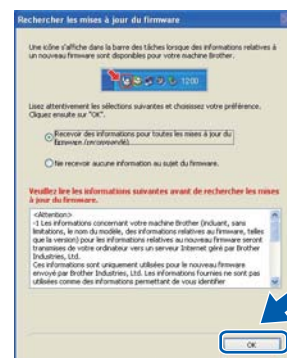 Rechercher les mises à jour du firmware
Une icône s'affiche dans la barre des tâches lorsque des informations relatives à
un nouveau firmware sont disponibles pour votre machine Brother.
1200
Lisez attentivement les sélections suivantes et choisissez votre préférence.
Cliquez ensuite sur "OK".
Recevoir des informations pour toutes les mises à jour du
firmware (recommandé)
Ne recevoir aucune information au sujet du firmware.
Veuillez lire les informations suivantes avant de rechercher les mises
à jour du firmware.
<Attention>
-1 Les informations concernant votre machine Brother (incluant, sans
limitations, le nom du modèle, des informations relatives au firmware, telles
que la version) pour les informations relatives au nouveau firmware seront
transmises de votre ordinateur vers un serveur Internet géré par Brother
Industries, Ltd.
Ces informations sont uniquement utilisées pour le nouveau firmware
envoyé par Brother Industries, Ltd. Les informations fournies ne sont pas
utilisées comme des informations permettant de vous identifier
OK